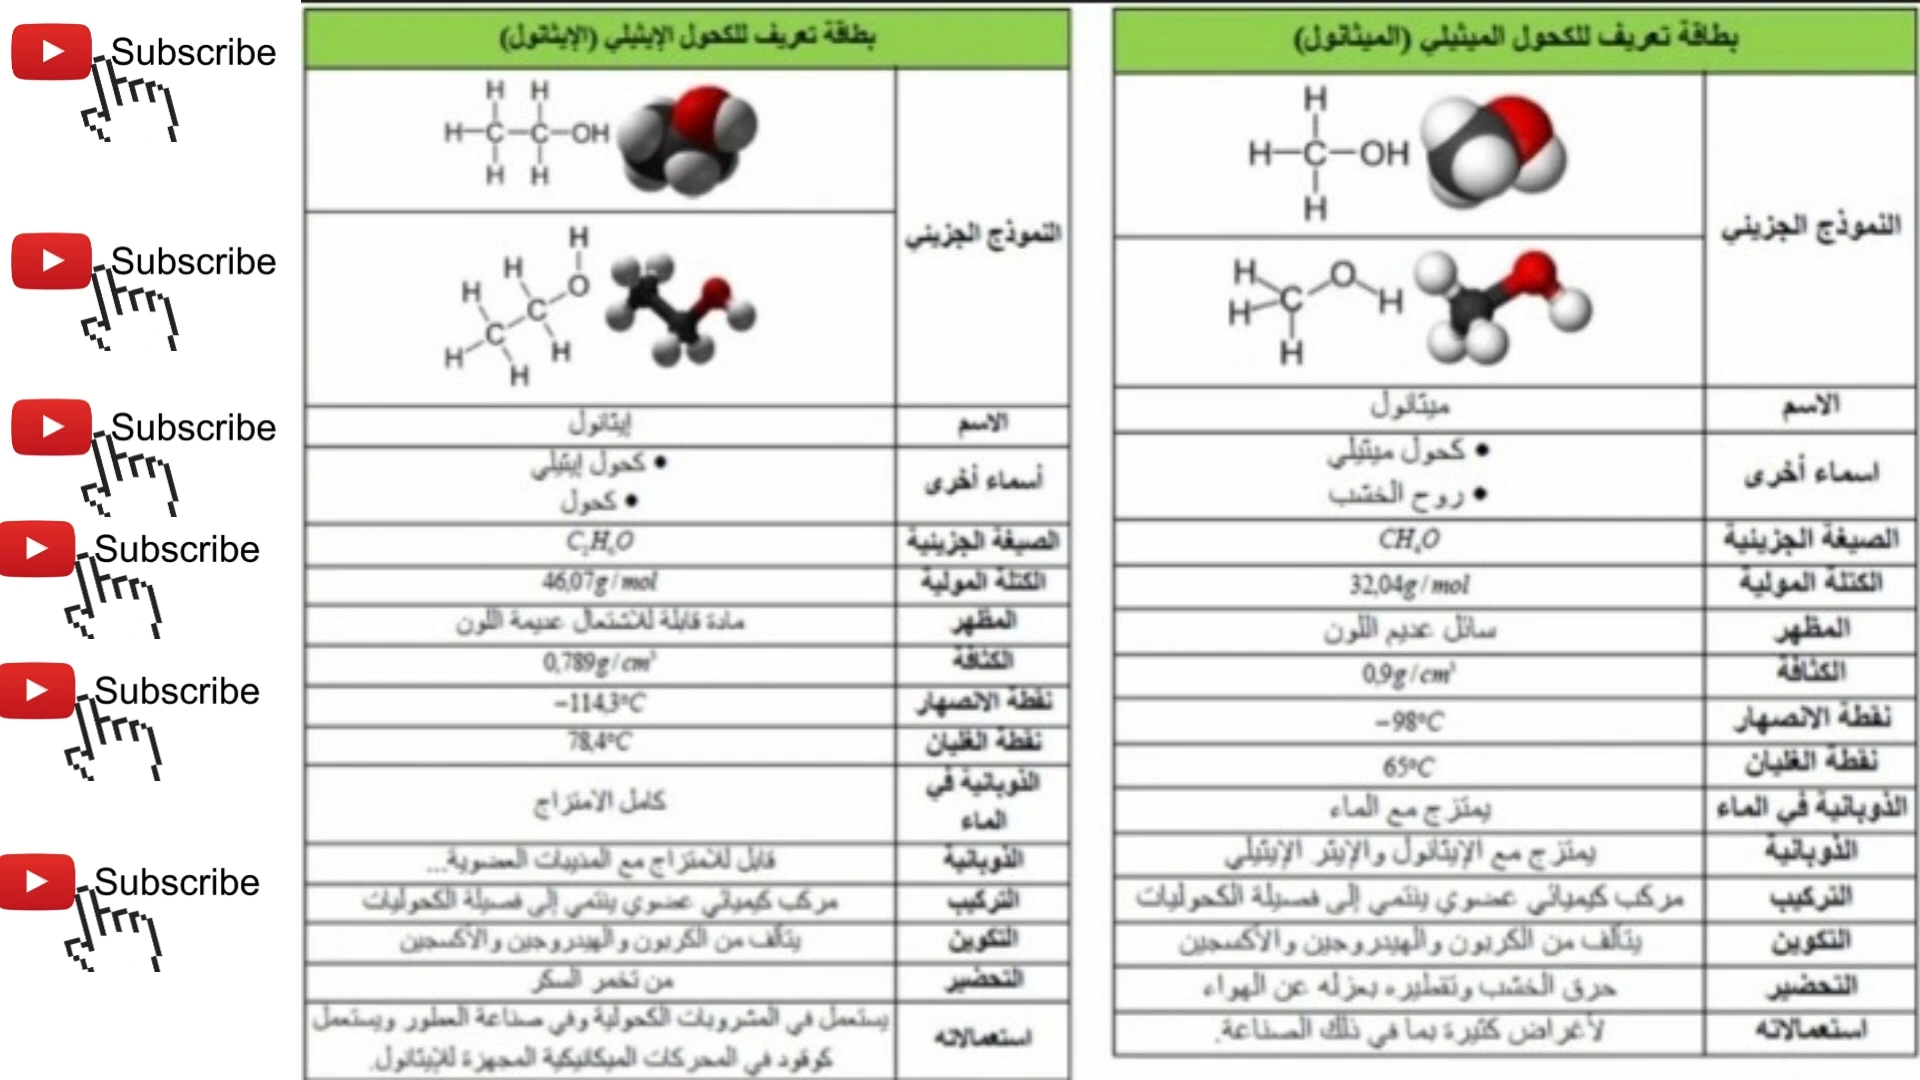 Subscribe
Subscribe
Subscribe
Subscribe
Subscribe
Subscribe
بطاقة تعريف للكحول الميثيلي (الميثانول)
النموذج الجزيئي
H
H C OH
H
H O
H C H
H
الاسم ميثانول
اسماء أخرى
• كحول ميثيلي
• روح الخشب
الصيغة الجزيئية CH₄O
الكتلة المولية 32,04g/mol
المظهر سائل عديم اللون
الكثافة 0,9g/cm³
نقطة الانصهار −98°C
نقطة الغليان 65°C
الذوبانية في الماء يمتزج مع الماء
الذوبانية يمتزج مع الإيثانول والإيثر الإيثيلي
التركيب مركب كيميائي عضوي ينتمي إلى فصيلة الكحوليات
التكوين يتألف من الكربون والهيدروجين والأكسجين
التحضير حرق الخشب وتقطيره بعزله عن الهواء
استعمالاته لأغراض كثيرة بما في ذلك الصناعة.
بطاقة تعريف للكحول الإيثيلي (الإيثانول)
النموذج الجزيئي
H H
H C C OH
H H
H
H O
H C
C H
H H
الاسم إيثانول
أسماء أخرى
• كحول إيثيلي
• كحول
الصيغة الجزيئية C₂H₆O
الكتلة المولية 46,07g/mol
المظهر مادة قابلة للاشتعال عديمة اللون
الكثافة 0,789g/cm³
نقطة الانصهار −114,3°C
نقطة الغليان 78,4°C
الذوبانية في الماء كامل الامتزاج
الذوبانية قابل للامتزاج مع المذيبات العضوية...
التركيب مركب كيميائي عضوي ينتمي إلى فصيلة الكحوليات
التكوين يتألف من الكربون والهيدروجين والأكسجين
التحضير من تخمر السكر
استعمالاته يستعمل في المشروبات الكحولية وفي صناعة العطور ويستعمل
كوقود في المحركات الميكانيكية المجهزة للإيثانول.